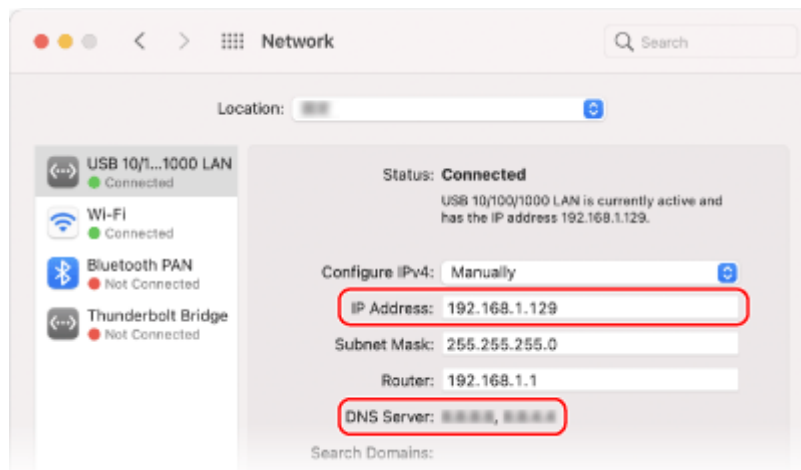 Network
Search
Location:
USB 10/1...1000 LAN
Connected
Wi-Fi
Connected
Bluetooth PAN
Not Connected
Thunderbolt Bridge
Not Connected
Status: Connected
USB 10/100/1000 LAN is currently active and
has the IP address 192.168.1.129.
Configure IPv4: Manually
IP Address: 192.168.1.129
Subnet Mask: 255.255.255.0
Router: 192.168.1.1
DNS Server:
Search Domains: